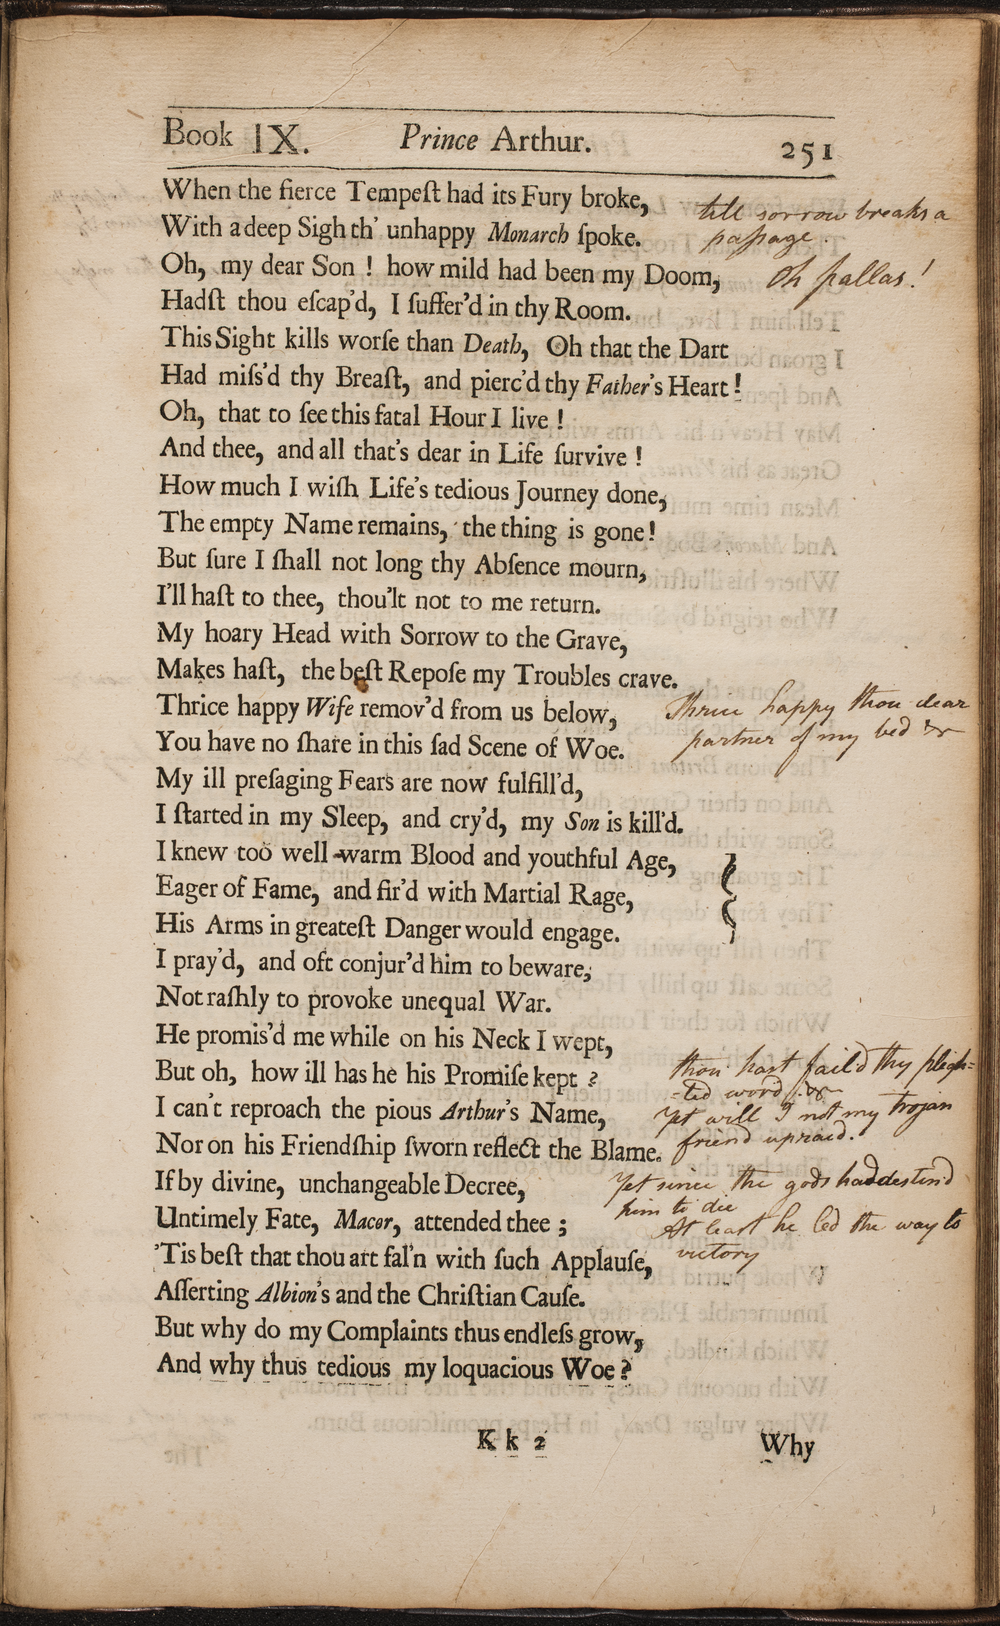 Book IX. Prince Arthur. 251
When the fierce Tempeſt had its Fury broke,
till sorrow breaks a
With a deep Sigh th' unhappy Monarch ſpoke.
paſsage.
Oh, my dear Son ! how mild had been my Doom,
oh pallas!
Hadſt thou eſcap'd, I ſuffer'd in thy Room.
This Sight kills worſe than Death, Oh that the Dart
Had miſs'd thy Breaſt, and pierc'd thy Father's Heart !
Oh, that to ſee this fatal Hour I live !
And thee, and all that's dear in Life ſurvive !
How much I wiſh Life's tedious Journey done,
The empty Name remains, the thing is gone!
But ſure I ſhall not long thy Abſence mourn,
I'll haſt to thee, thou'lt not to me return.
My hoary Head with Sorrow to the Grave,
Makes haſt, the beſt Repoſe my Troubles crave.
Thrice happy Wife remov'd from us below,
Thrice happy thou dear
You have no ſhare in this ſad Scene of Woe.
partner of my bed &
My ill preſaging Fears are now fulfill'd,
I ſtarted in my Sleep, and cry'd, my Son is kill'd.
I knew too well warm Blood and youthful Age,
Eager of Fame, and fir'd with Martial Rage,
His Arms in greateſt Danger would engage.
I pray'd, and oft conjur'd him to beware,
Not raſhly to provoke unequal War.
He promis'd me while on his Neck I wept,
thou hast fail'd thy pligh=
But oh, how ill has he his Promiſe kept ?
=ted word. &
I can't reproach the pious Arthur's Name,
Yet will I not my trojan
Nor on his Friendſhip ſworn reflect the Blame.
friend upraid.
If by divine, unchangeable Decree,
Yet since the gods had destin'd
him to die
Untimely Fate, Macor, attended thee ;
At least he led the way to
'Tis beſt that thou art fal'n with ſuch Applauſe,
victory
Aſſerting Albion's and the Chriſtian Cauſe.
But why do my Complaints thus endleſs grow,
And why thus tedious my loquacious Woe ?
K k 2 Why